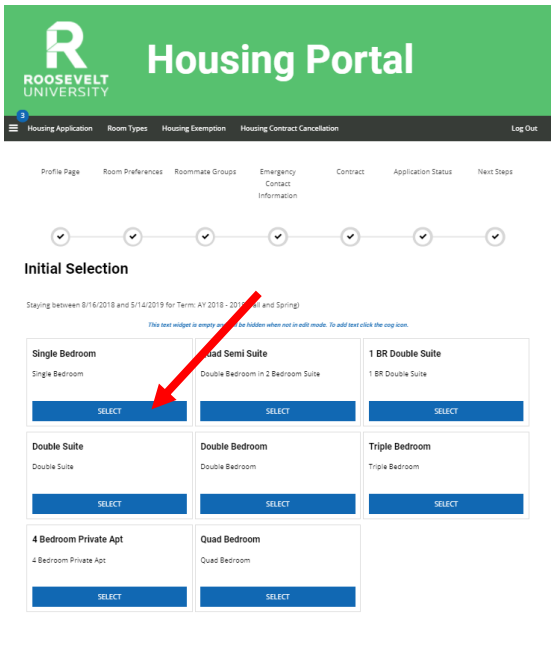 R
ROOSEVELT
UNIVERSITY
Housing Portal
3
Housing Application Room Types Housing Exemption Housing Contract Cancellation Log Out
Profile Page Room Preferences Roommate Groups Emergency Contact Information Contract Application Status Next Steps
Initial Selection
Staying between 8/16/2018 and 5/14/2019 for Term: AY 2018 - and Spring)
This text widget is empty and be hidden when not in edit mode. To add text click the cog icon.
Single Bedroom
Single Bedroom
SELECT
Semi Suite
Double Bedroom in 2 Bedroom Suite
SELECT
1 BR Double Suite
1 BR Double Suite
SELECT
Double Suite
Double Suite
SELECT
Double Bedroom
Double Bedroom
SELECT
Triple Bedroom
Triple Bedroom
SELECT
4 Bedroom Private Apt
4 Bedroom Private Apt
SELECT
Quad Bedroom
Quad Bedroom
SELECT